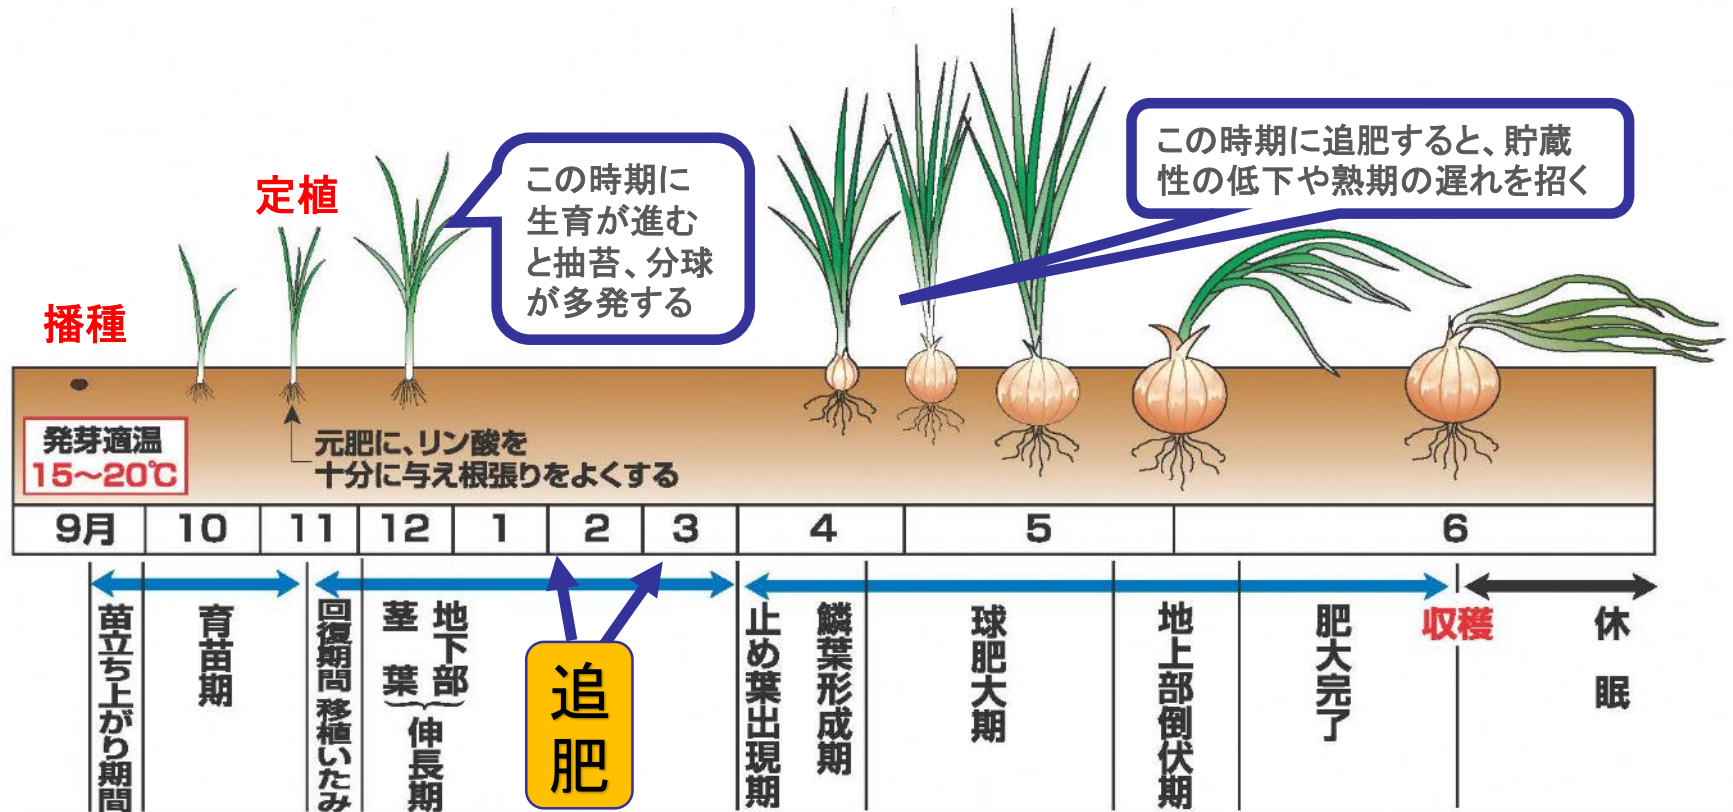 播種
定植
この時期に
生育が進む
と抽苔、分球
が多発する
この時期に追肥すると、貯蔵
性の低下や熟期の遅れを招く
発芽適温
15〜20℃
元肥に、リン酸を
十分に与え根張りをよくする
9月 10 11 12 1 2 3 4 5 6
苗立ち上がり期間
育苗期
回復期間 移植いたみ
地下部
茎葉
伸長期
追肥
止め葉出現期
鱗葉形成期
球肥大期
地上部倒伏期
肥大完了
収穫
休眠